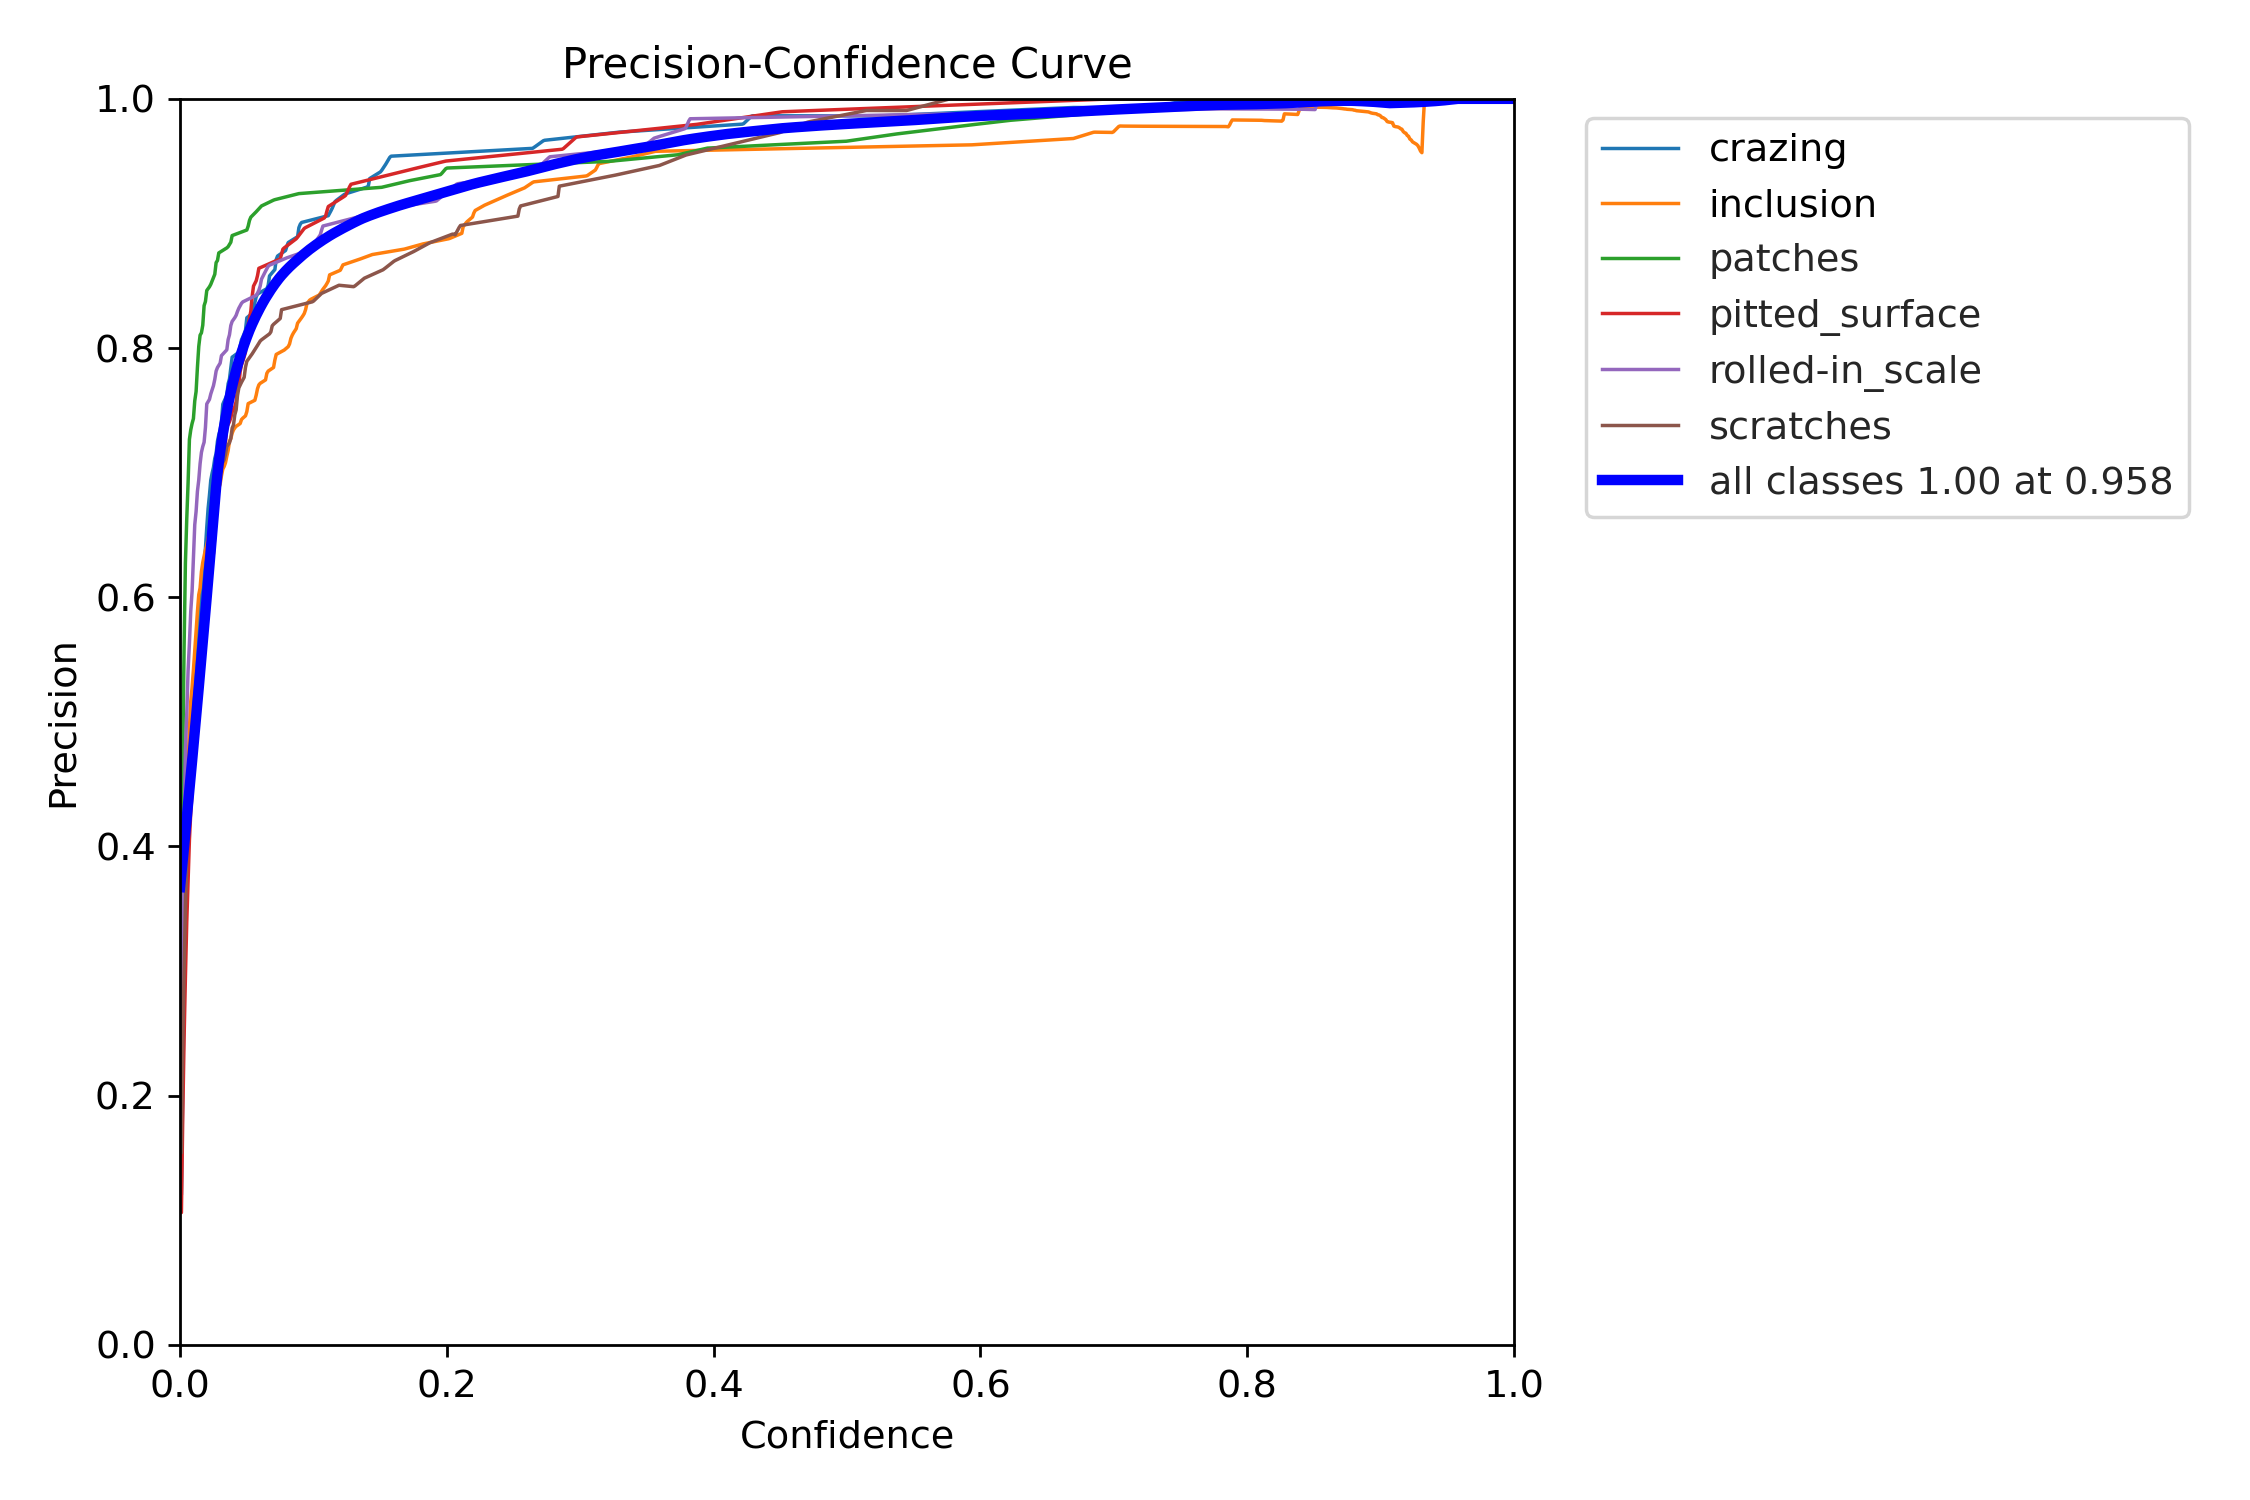 Precision-Confidence Curve
1.0
0.8
0.6
0.4
0.2
0.0
Precision
0.0 0.2 0.4 0.6 0.8 1.0
Confidence
crazing
inclusion
patches
pitted_surface
rolled-in_scale
scratches
all classes 1.00 at 0.958